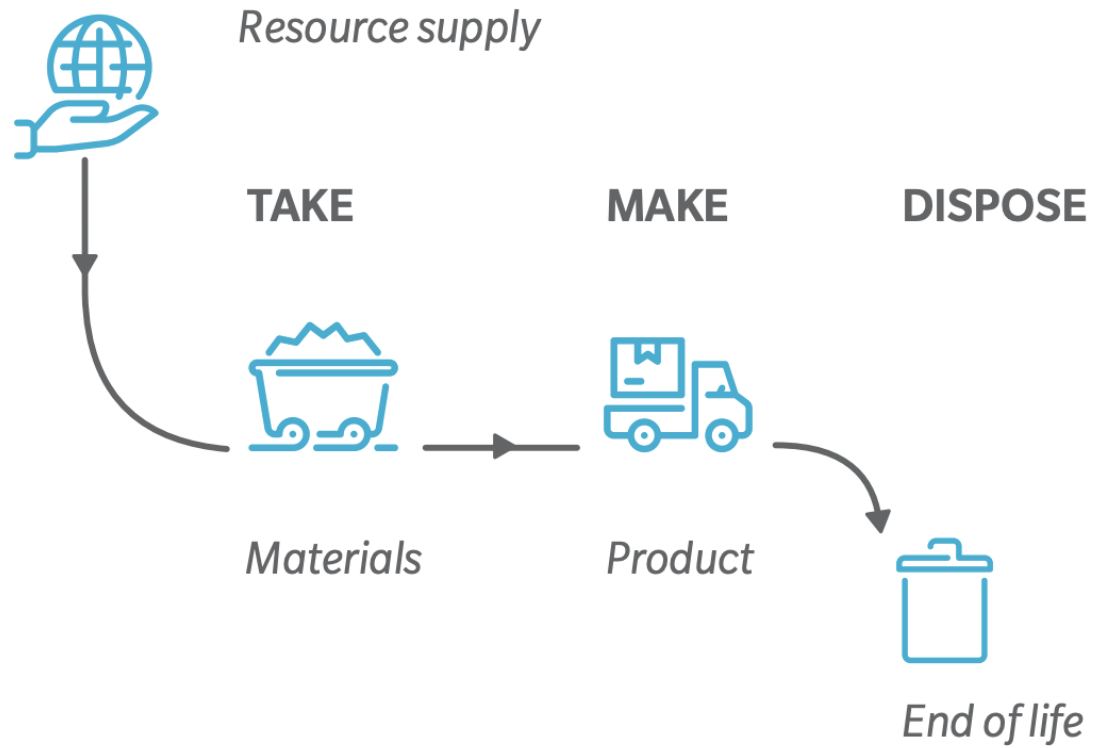 Resource supply
TAKE
MAKE
DISPOSE
Materials
Product
End of life